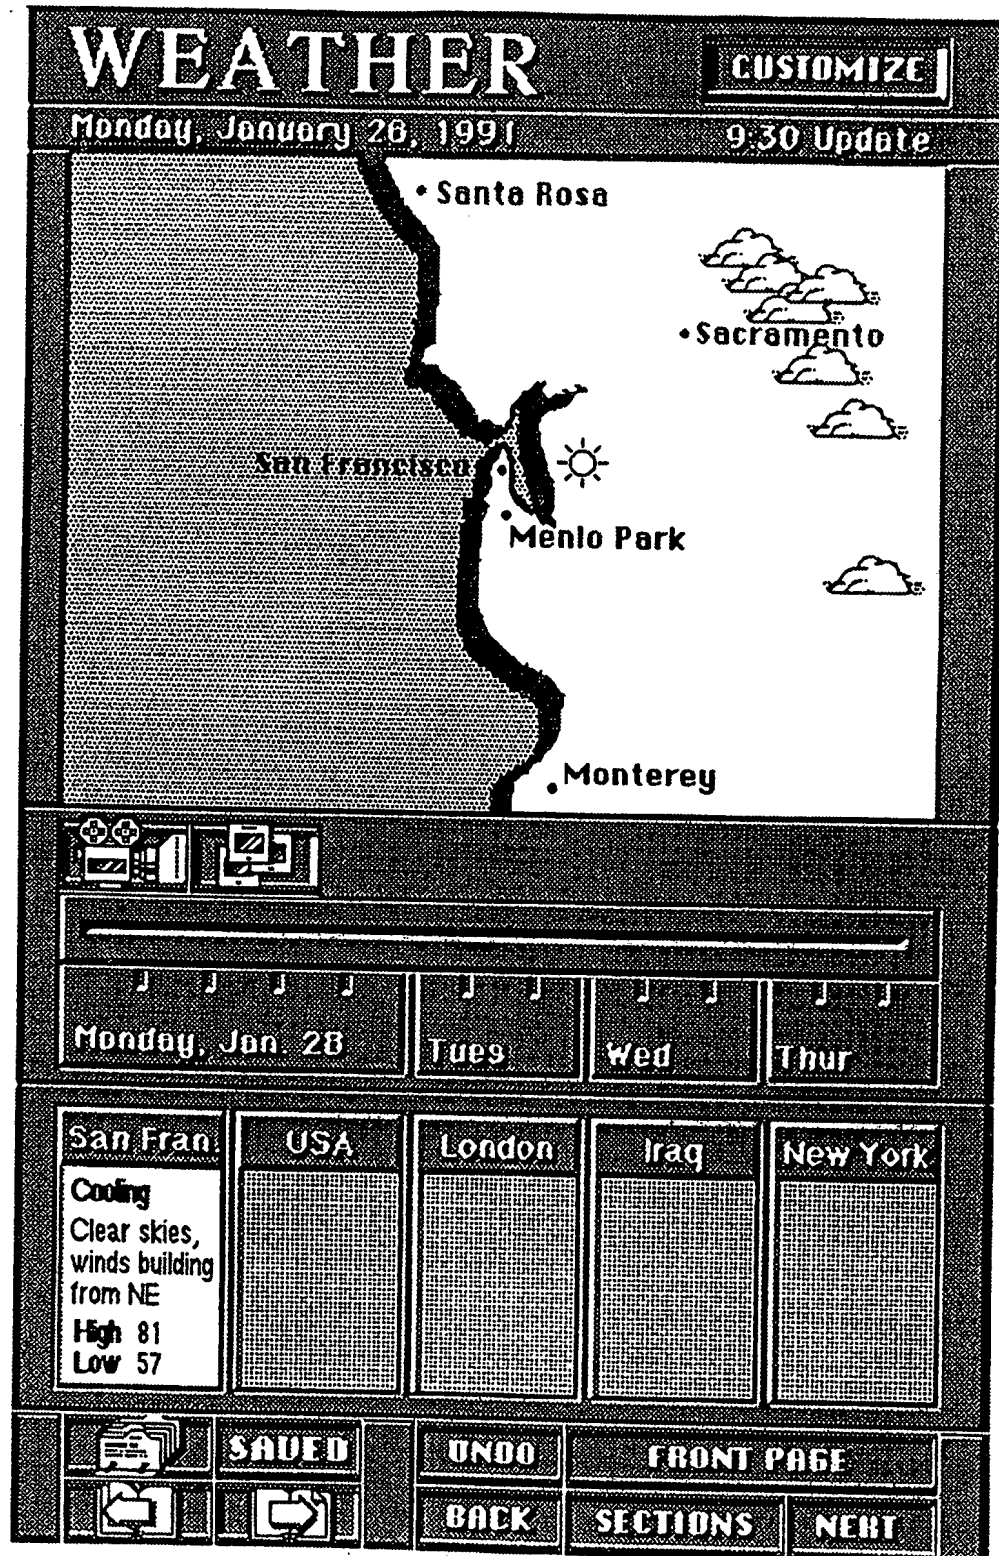 WEATHER
CUSTOMIZE
Monday, January 28, 1991
9:30 Update
Santa Rosa
Sacramento
San Francisco
Menlo Park
Monterey
Monday, Jan. 28
Tues
Wed
Thur
San Fran.
USA
London
Iraq
New York
Cooling
Clear skies,
winds building
from NE
High 81
Low 57
SAVED
UNDO
FRONT PAGE
BACK
SECTIONS
NEXT